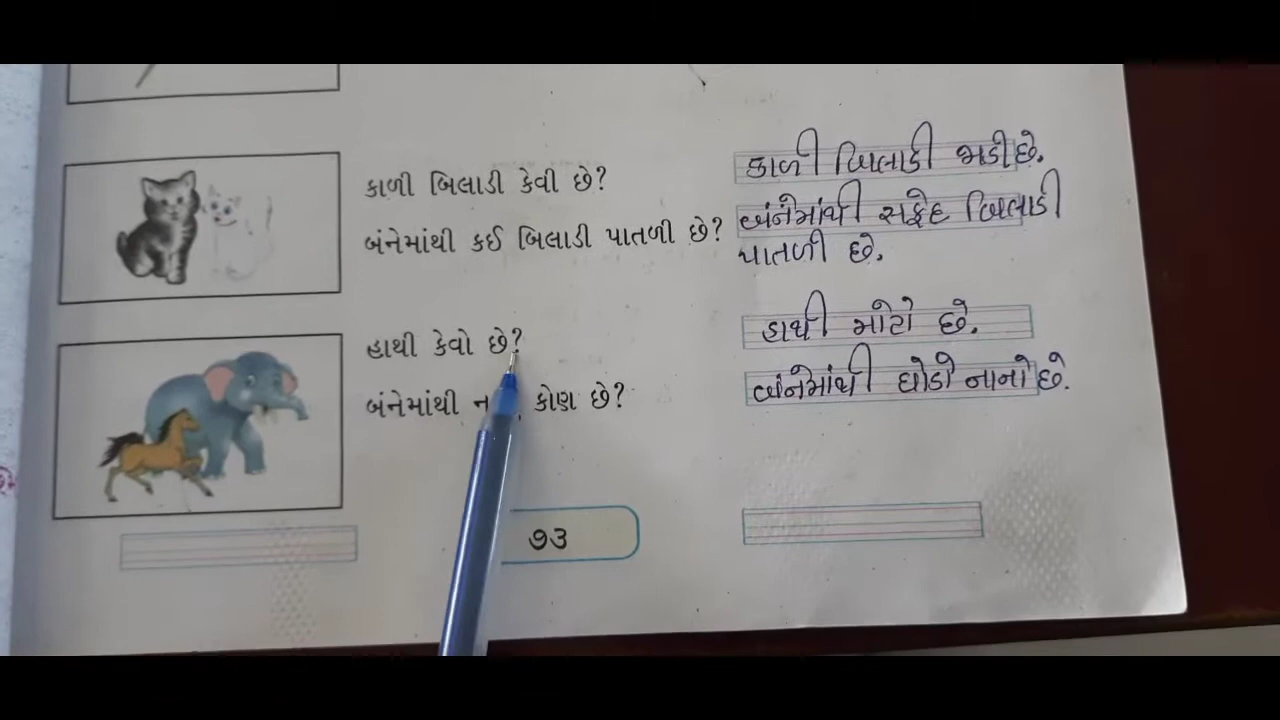 કાળી બિલાડી કેવી છે?
કાળી બિલાડી જાડી છે.
બંનેમાંથી કઈ બિલાડી પાતળી છે?
બંનેમાંથી સફેદ બિલાડી
પાતળી છે.
હાથી કેવો છે?
હાથી મોટો છે.
બંનેમાંથી કોણ છે?
બંનેમાંથી ઘોડો નાનો છે.
૭૩